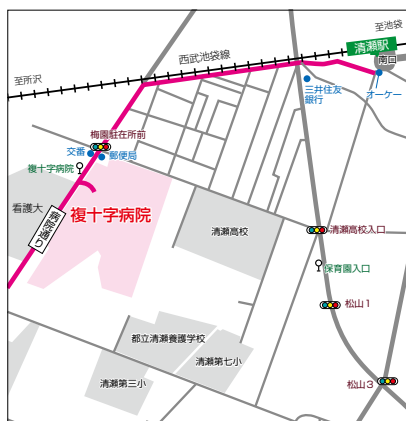 至池袋
清瀬駅
南口
西武池袋線
至所沢
三井住友
銀行
オーケー
梅園駐在所前
交番
郵便局
複十字病院
看護大
複十字病院
病院通り
清瀬高校
清瀬高校入口
保育園入口
松山1
都立清瀬養護学校
清瀬第七小
清瀬第三小
松山3